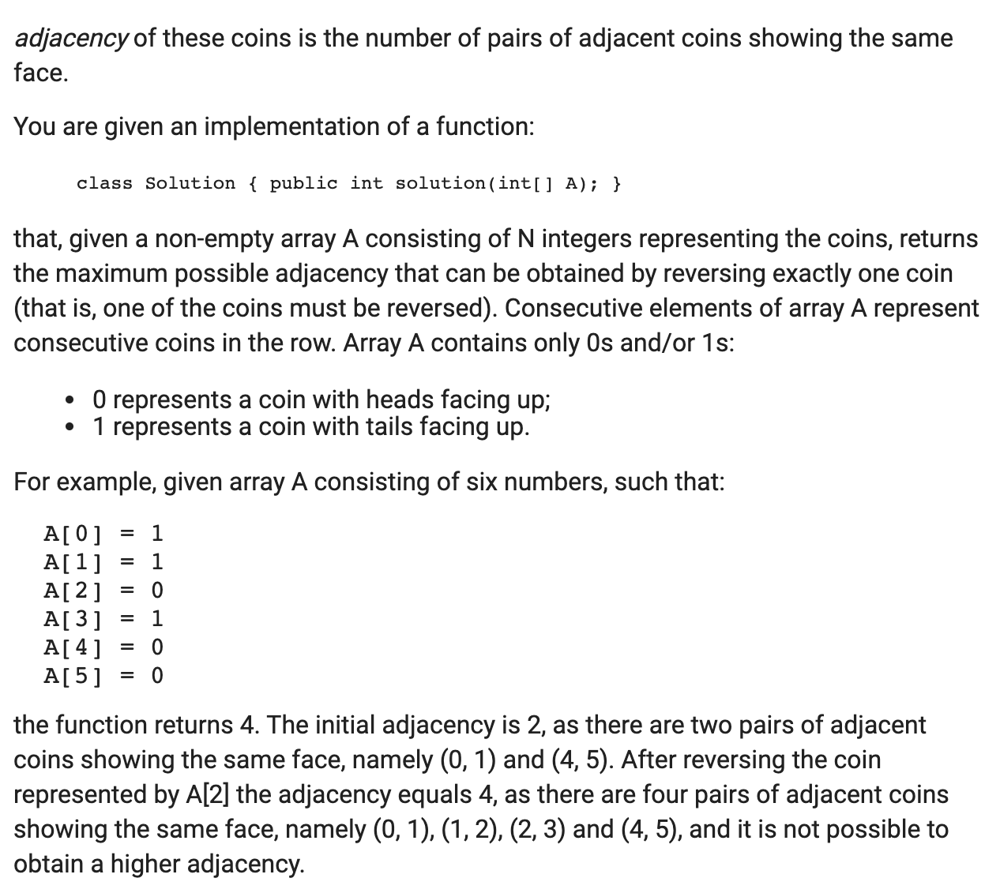 adjacency of these coins is the number of pairs of adjacent coins showing the same
face.
You are given an implementation of a function:
class Solution { public int solution(int[] A); }
that, given a non-empty array A consisting of N integers representing the coins, returns
the maximum possible adjacency that can be obtained by reversing exactly one coin
(that is, one of the coins must be reversed). Consecutive elements of array A represent
consecutive coins in the row. Array A contains only 0s and/or 1s:
• 0 represents a coin with heads facing up;
• 1 represents a coin with tails facing up.
For example, given array A consisting of six numbers, such that:
A[0] = 1
A[1] = 1
A[2] = 0
A[3] = 1
A[4] = 0
A[5] = 0
the function returns 4. The initial adjacency is 2, as there are two pairs of adjacent
coins showing the same face, namely (0, 1) and (4, 5). After reversing the coin
represented by A[2] the adjacency equals 4, as there are four pairs of adjacent coins
showing the same face, namely (0, 1), (1, 2), (2, 3) and (4, 5), and it is not possible to
obtain a higher adjacency.